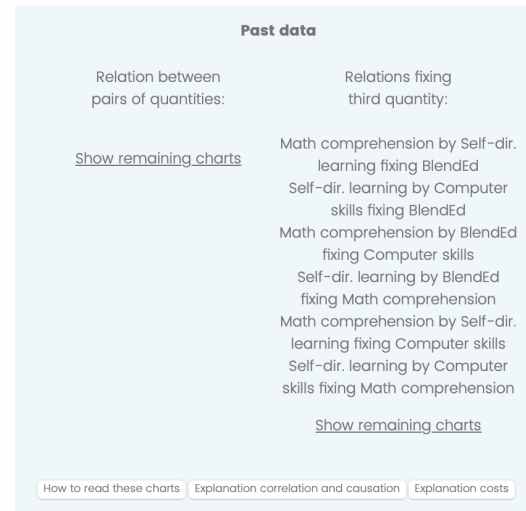 Past data
Relation between
pairs of quantities:
Show remaining charts
Relations fixing
third quantity:
Math comprehension by Self-dir.
learning fixing BlendEd
Self-dir. learning by Computer
skills fixing BlendEd
Math comprehension by BlendEd
fixing Computer skills
Self-dir. learning by BlendEd
fixing Math comprehension
Math comprehension by Self-dir.
learning fixing Computer skills
Self-dir. learning by Computer
skills fixing Math comprehension
Show remaining charts
How to read these charts
Explanation correlation and causation
Explanation costs